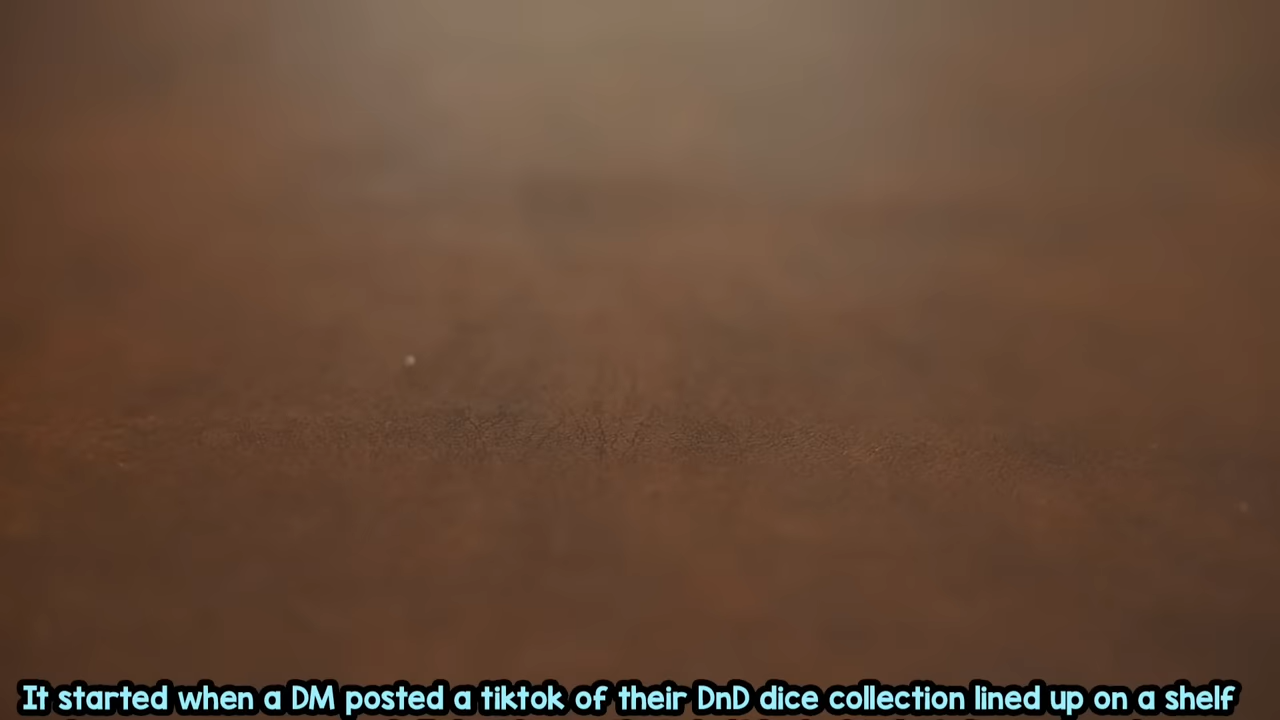 It started when a DM posted a tiktok of their DnD dice collection lined up on a shelf